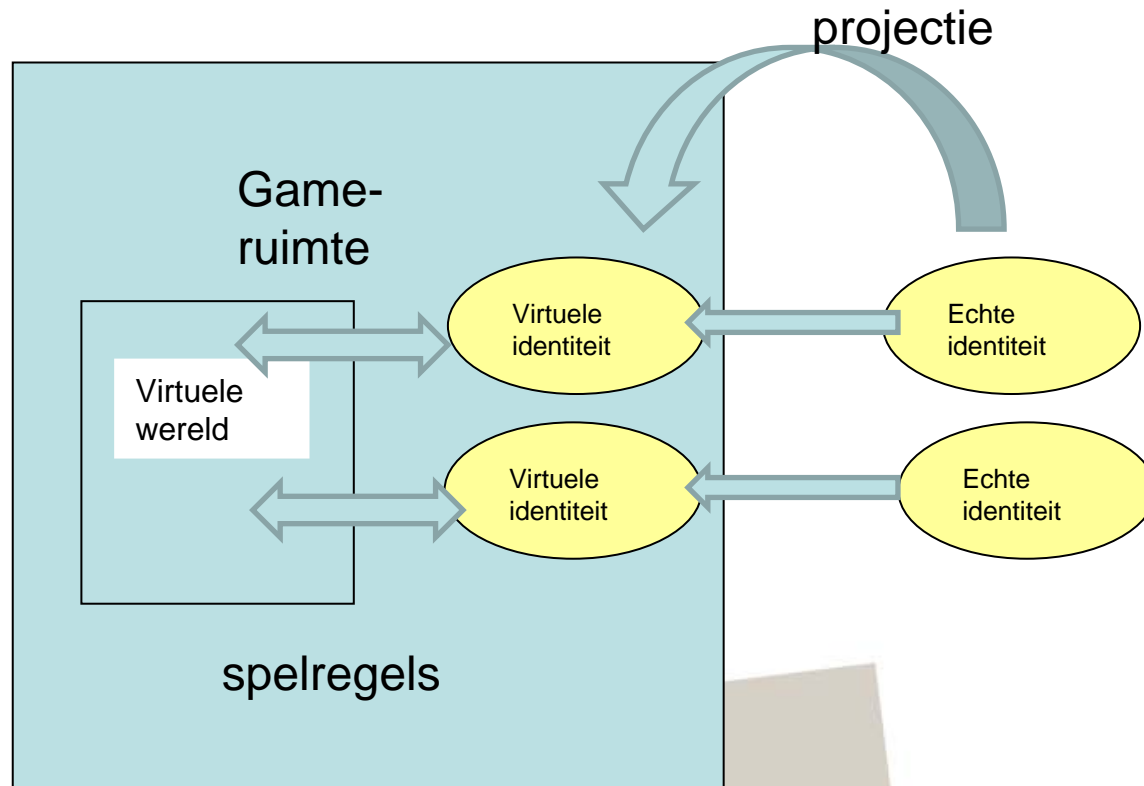 projectie
Game-
ruimte
Virtuele
identiteit
Echte
identiteit
Virtuele
wereld
Virtuele
identiteit
Echte
identiteit
spelregels